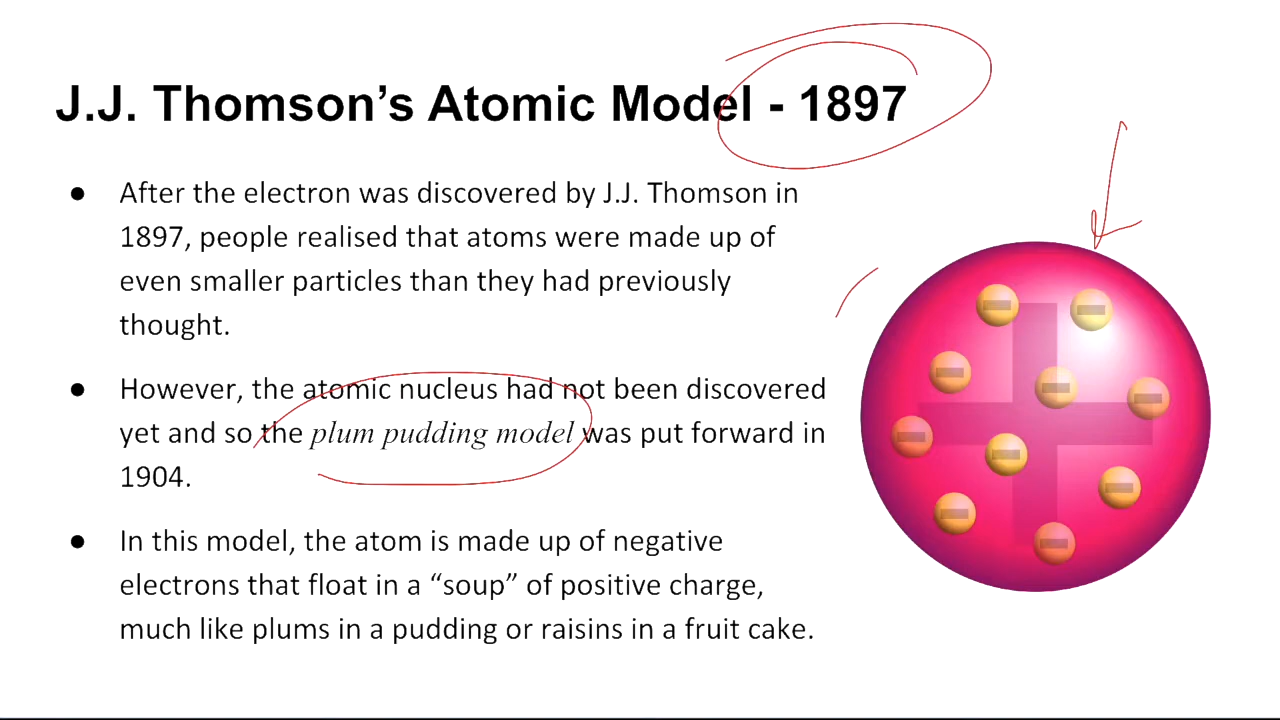 J.J. Thomson’s Atomic Model - 1897
● After the electron was discovered by J.J. Thomson in
1897, people realised that atoms were made up of
even smaller particles than they had previously
thought.
● However, the atomic nucleus had not been discovered
yet and so the plum pudding model was put forward in
1904.
● In this model, the atom is made up of negative
electrons that float in a “soup” of positive charge,
much like plums in a pudding or raisins in a fruit cake.